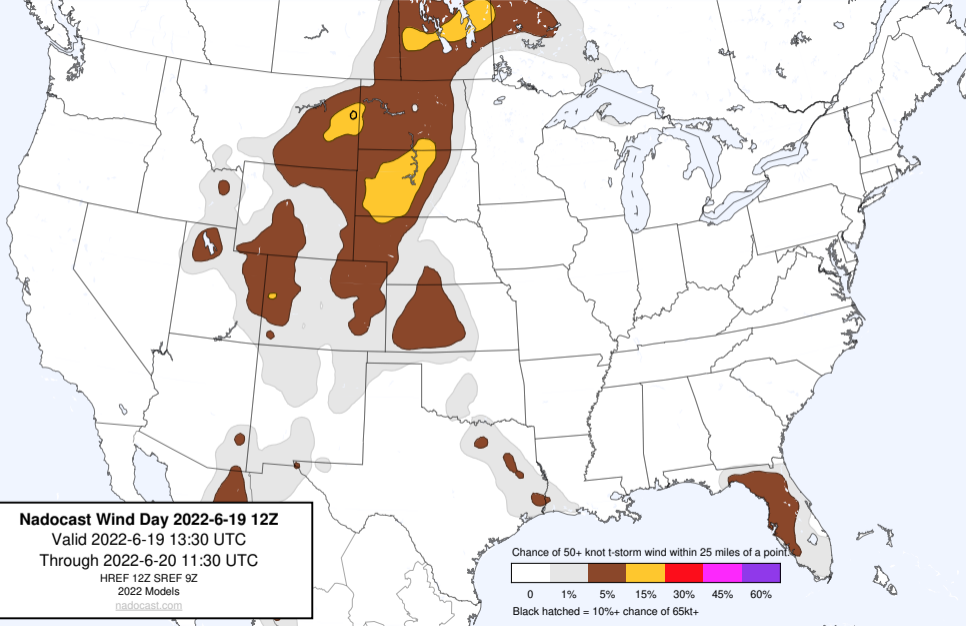 Nadocast Wind Day 2022-6-19 12Z
Valid 2022-6-19 13:30 UTC
Through 2022-6-20 11:30 UTC
HREF 12Z SREF 9Z
2022 Models
nadocast.com
Chance of 50+ knot t-storm wind within 25 miles of a point.
0 1% 5% 15% 30% 45% 60%
Black hatched = 10%+ chance of 65kt+